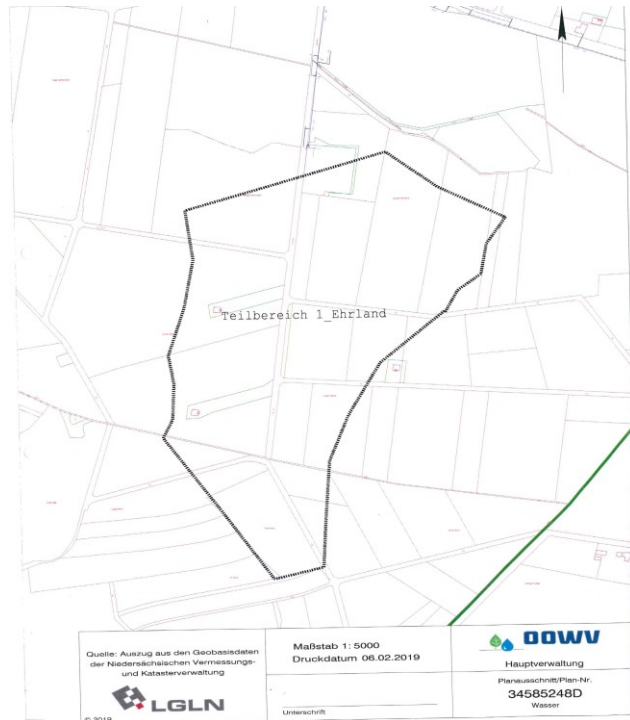 Teilbereich 1_Ehrland
Quelle: Auszug aus den Geobasisdaten
der Niedersächsischen Vermessungs-
und Katasterverwaltung
LGLN
© 2019
Maßstab 1: 5000
Druckdatum 06.02.2019
Unterschrift
OOWV
Hauptverwaltung
Planausschnitt/Plan-Nr.
34585248D
Wasser